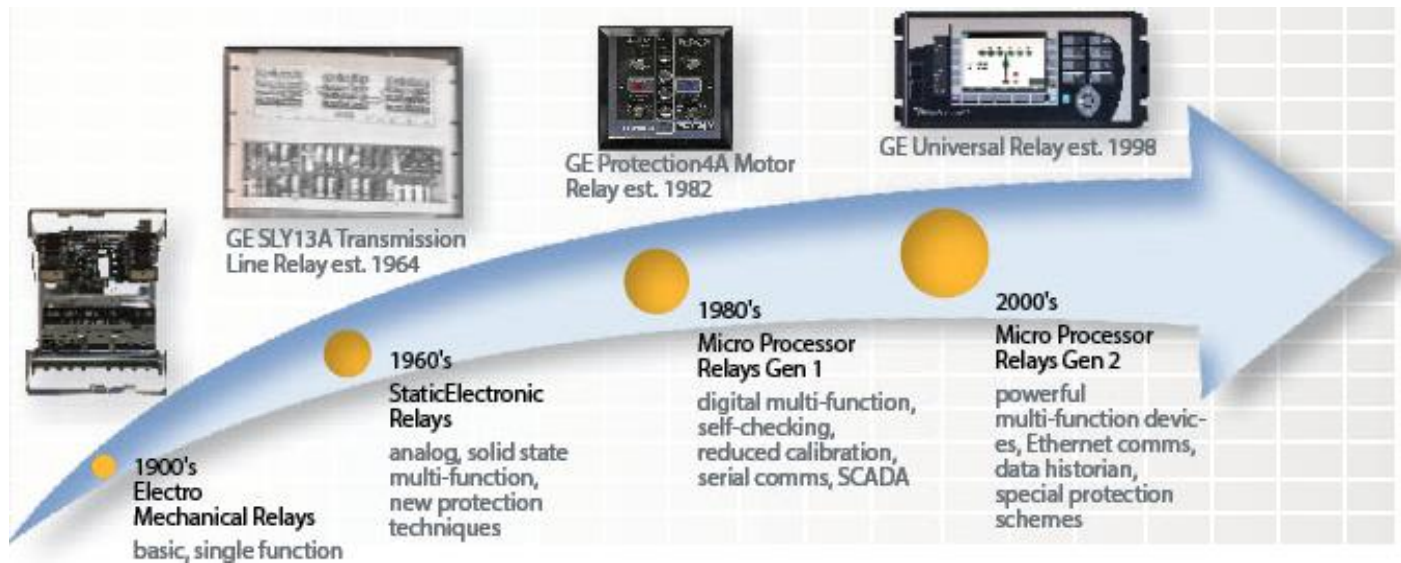 GE SLY13A Transmission
Line Relay est. 1964
GE Protection4A Motor
Relay est. 1982
GE Universal Relay est. 1998
1900's
Electro
Mechanical Relays
basic, single function
1960's
StaticElectronic
Relays
analog, solid state
multi-function,
new protection
techniques
1980's
Micro Processor
Relays Gen 1
digital multi-function,
self-checking,
reduced calibration,
serial comms, SCADA
2000's
Micro Processor
Relays Gen 2
powerful
multi-function devic-
es, Ethernet comms,
data historian,
special protection
schemes